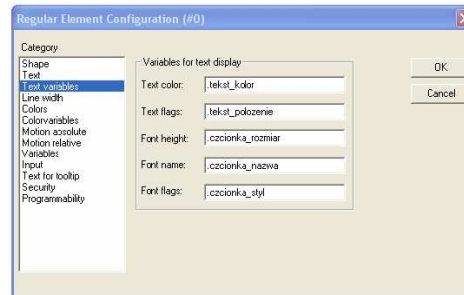 Regular Element Configuration (#0)
Category
Shape
Text
Text variables
Line width
Colors
Colorvariables
Motion absolute
Motion relative
Variables
Input
Text for tooltip
Security
Programmability
Variables for text display
Text color: .tekst_kolor
Text flags: .tekst_polozenie
Font height: .czcionka_rozmiar
Font name: .czcionka_nazwa
Font flags: .czcionka_styl
OK
Cancel